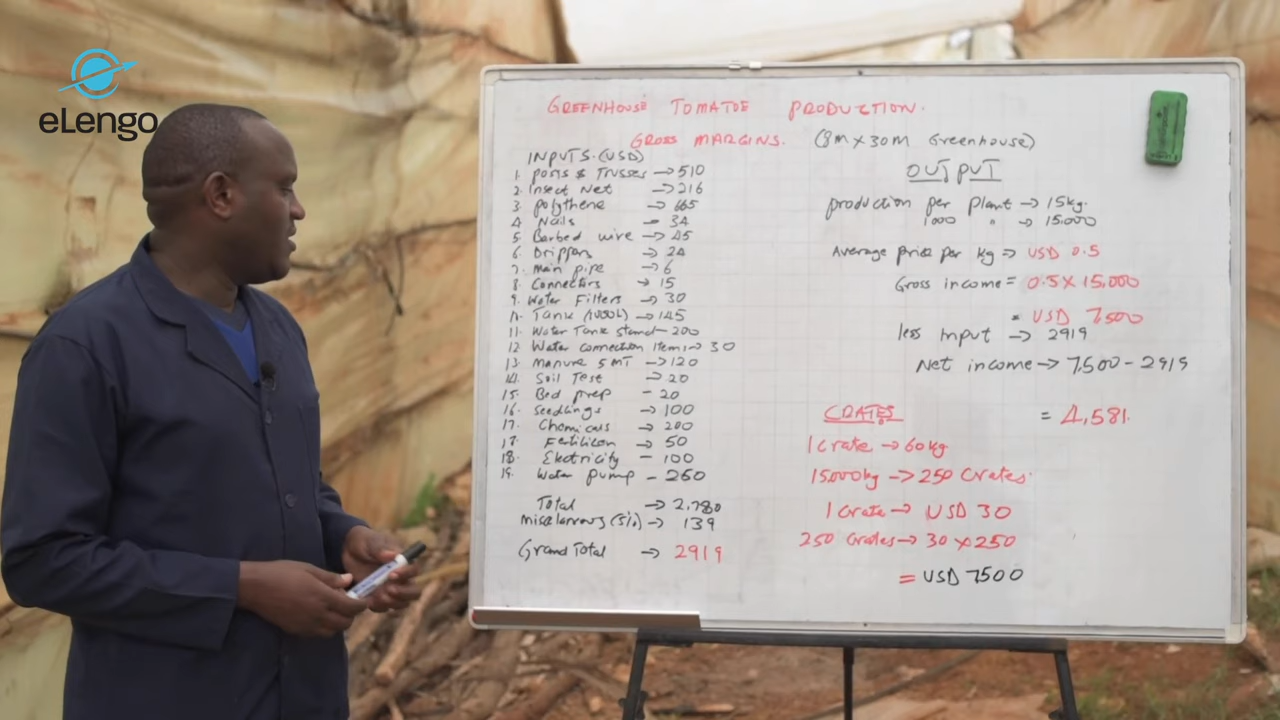 eLengo
GREENHOUSE TOMATOE PRODUCTION.
GROSS MARGINS. (8M X 30M Greenhouse)
INPUTS (USD)
1. Posts & Trusses → 510
2. Insect Net → 216
3. Polythene → 665
4 Nails - 34
5 Barbed wire → 45
6. Drippers → 24
7. Main pipe → 6
8. Connectors → 15
9. Water Filters → 30
Tank (1000L) → 145
11. Water Tank stand - 200
12 Water connection Items → 30
13. Manure 5MT → 120
14. Soil Test → 20
15. Bed prep - 20
16. Seedlings → 100
17. Chemicals → 200
→ 50
18. Electricity - 100
19. Water pump - 260
Total → 2,780
→ 139
Grand Total → 2919
OUTPUT
production per plant → 15kg.
1000 " → 15,000
Average price per kg → USD 0.5
Gross income = 0.5 X 15,000
= USD 7,500
less Input → 2919
Net income → 7,500 - 2919
= 4,581.
CRATES
1 Crate → 60kg
15000kg → 250 Crates.
1 Crate → USD 30
250 Crates → 30 X 250
= USD 7500